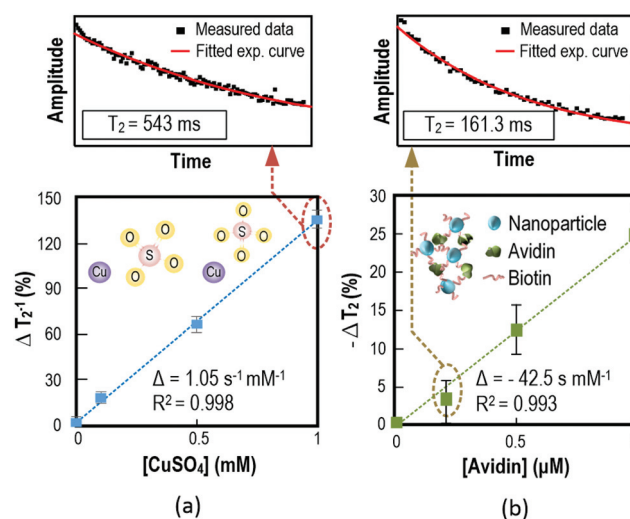 Measured data
Fitted exp. curve
Amplitude
T₂ = 543 ms
Time
Measured data
Fitted exp. curve
Amplitude
T₂ = 161.3 ms
Time
150
120
90
60
30
0
Δ T₂⁻¹ (%)
O
O
O
O
S
Cu
O
O
O
O
S
Cu
Δ = 1.05 s⁻¹ mM⁻¹
R² = 0.998
0
0.5
1
[CuSO₄] (mM)
(a)
30
25
20
15
10
5
0
- Δ T₂ (%)
Nanoparticle
Avidin
Biotin
Δ = - 42.5 s mM⁻¹
R² = 0.993
0
0.5
[Avidin] (µM)
(b)